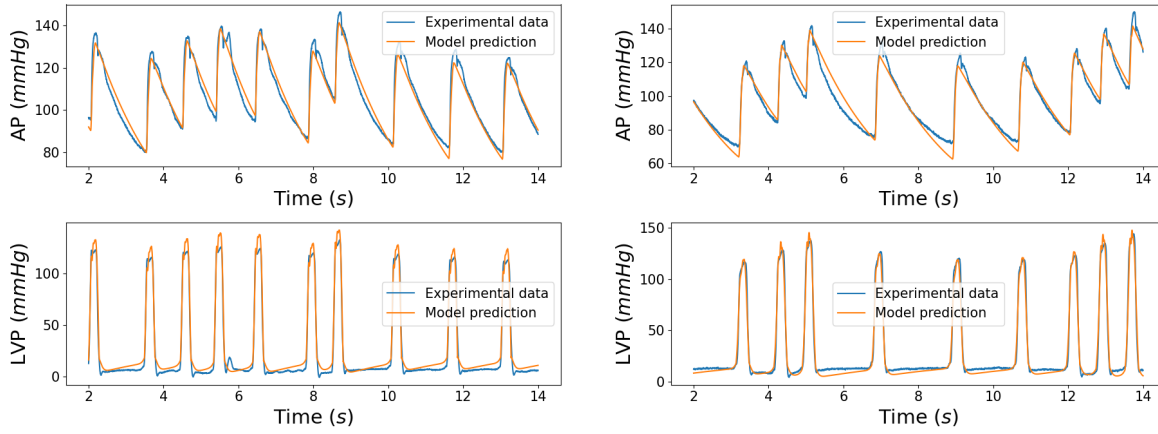 140
120
100
80
AP (mmHg)
Experimental data
Model prediction
2 4 6 8 10 12 14
Time (s)
140
120
100
80
60
AP (mmHg)
Experimental data
Model prediction
2 4 6 8 10 12 14
Time (s)
100
50
0
LVP (mmHg)
Experimental data
Model prediction
2 4 6 8 10 12 14
Time (s)
150
100
50
0
LVP (mmHg)
Experimental data
Model prediction
2 4 6 8 10 12 14
Time (s)